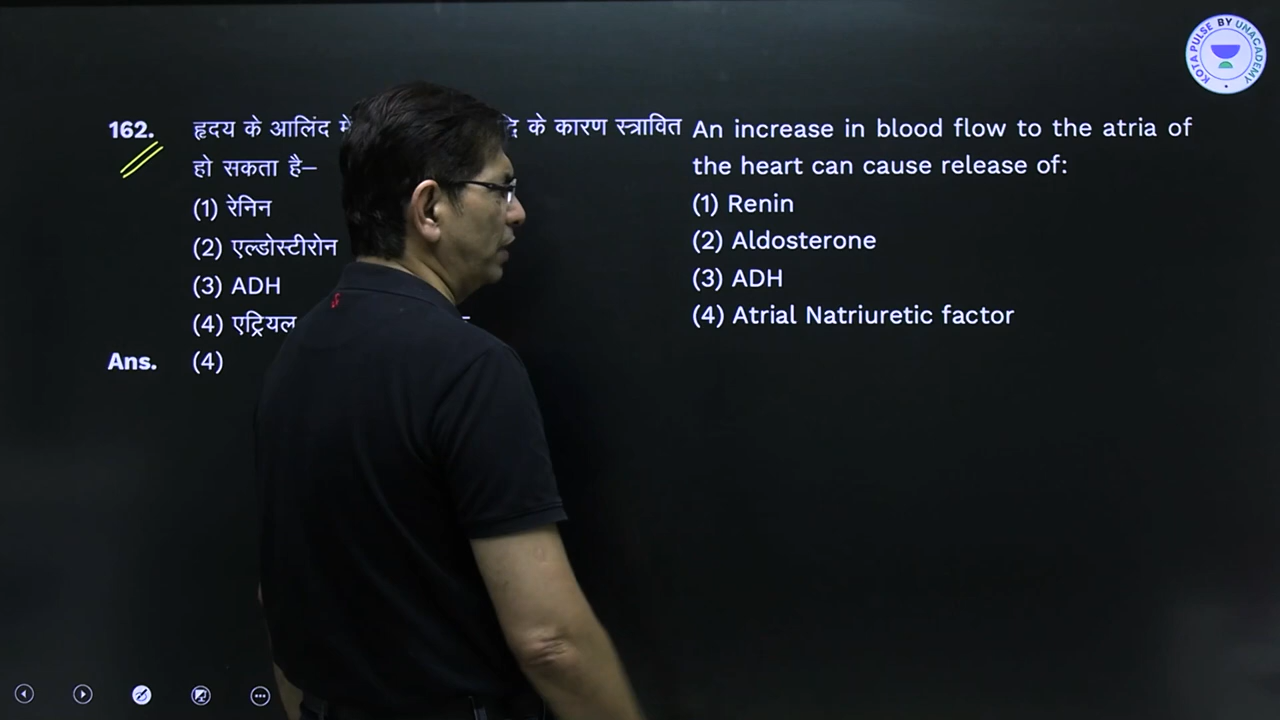 KOTA PULSE BY UNACADEMY
162. हृदय के आलिंद में के कारण स्त्रावित
हो सकता है–
(1) रेनिन
(2) एल्डोस्टीरोन
(3) ADH
(4) एट्रियल
Ans. (4)
An increase in blood flow to the atria of
the heart can cause release of:
(1) Renin
(2) Aldosterone
(3) ADH
(4) Atrial Natriuretic factor